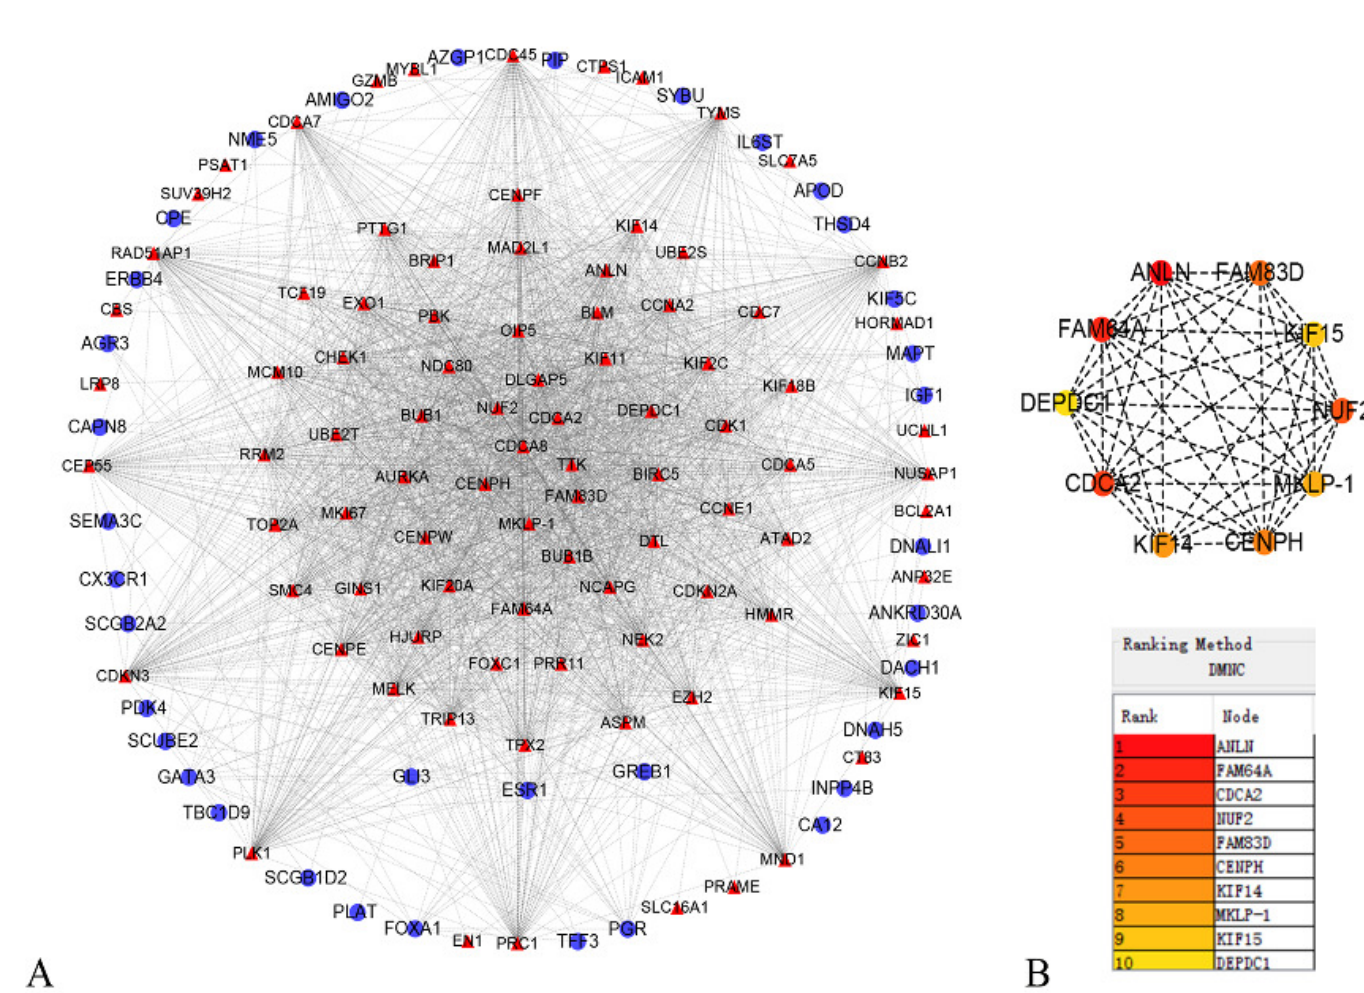 AZGP1
CDC45
PIP
CTPS1
MYBL1
GZMB
ICAM1
AMIGO2
SYBU
CDCA7
TYMS
NME5
IL6ST
PSAT1
SLC7A5
SUV39H2
APOD
CPE
THSD4
CENPF
PTTG1
KIF14
RAD51AP1
MAD2L1
UBE2S
BRIP1
ANLN
CCNB2
ERBB4
TCF19
EXO1
CCNA2
KIF5C
CBS
PBK
BLM
CDC7
HORMAD1
OIP5
AGR3
CHEK1
KIF11
MAPT
MCM10
NDC80
KIF2C
LRP8
DLGAP5
KIF18B
IGF1
NUF2
BUB1
CDCA2
DEPDC1
CAPN8
UBE2T
CDK1
UCHL1
CDCA8
RRM2
CEP55
TTK
CDCA5
AURKA
CENPH
BIRC5
NUSAP1
FAM83D
SEMA3C
TOP2A
MKI67
MKLP-1
CCNE1
BCL2A1
CENPW
BUB1B
DTL
ATAD2
DNALI1
CX3CR1
SMC4
GINS1
KIF20A
NCAPG
CDKN2A
ANP32E
SCGB2A2
FAM64A
HMMR
ANKRD30A
CENPE
HJURP
NEK2
ZIC1
FOXC1
PRR11
CDKN3
DACH1
MELK
EZH2
KIF15
PDK4
TRIP13
ASPM
DNAH5
SCUBE2
TPX2
CT83
GATA3
GLI3
ESR1
GREB1
INPP4B
TBC1D9
CA12
PLK1
MND1
SCGB1D2
PRAME
PLAT
SLC16A1
FOXA1
EN1
PRC1
TFF3
PGR
A
ANLN
FAM83D
FAM64A
KIF15
DEPDC1
NUF2
CDCA2
MKLP-1
KIF14
CENPH
Ranking Method
DMNC
Rank Node
1 ANLN
2 FAM64A
3 CDCA2
4 NUF2
5 FAM83D
6 CENPH
7 KIF14
8 MKLP-1
9 KIF15
10 DEPDC1
B